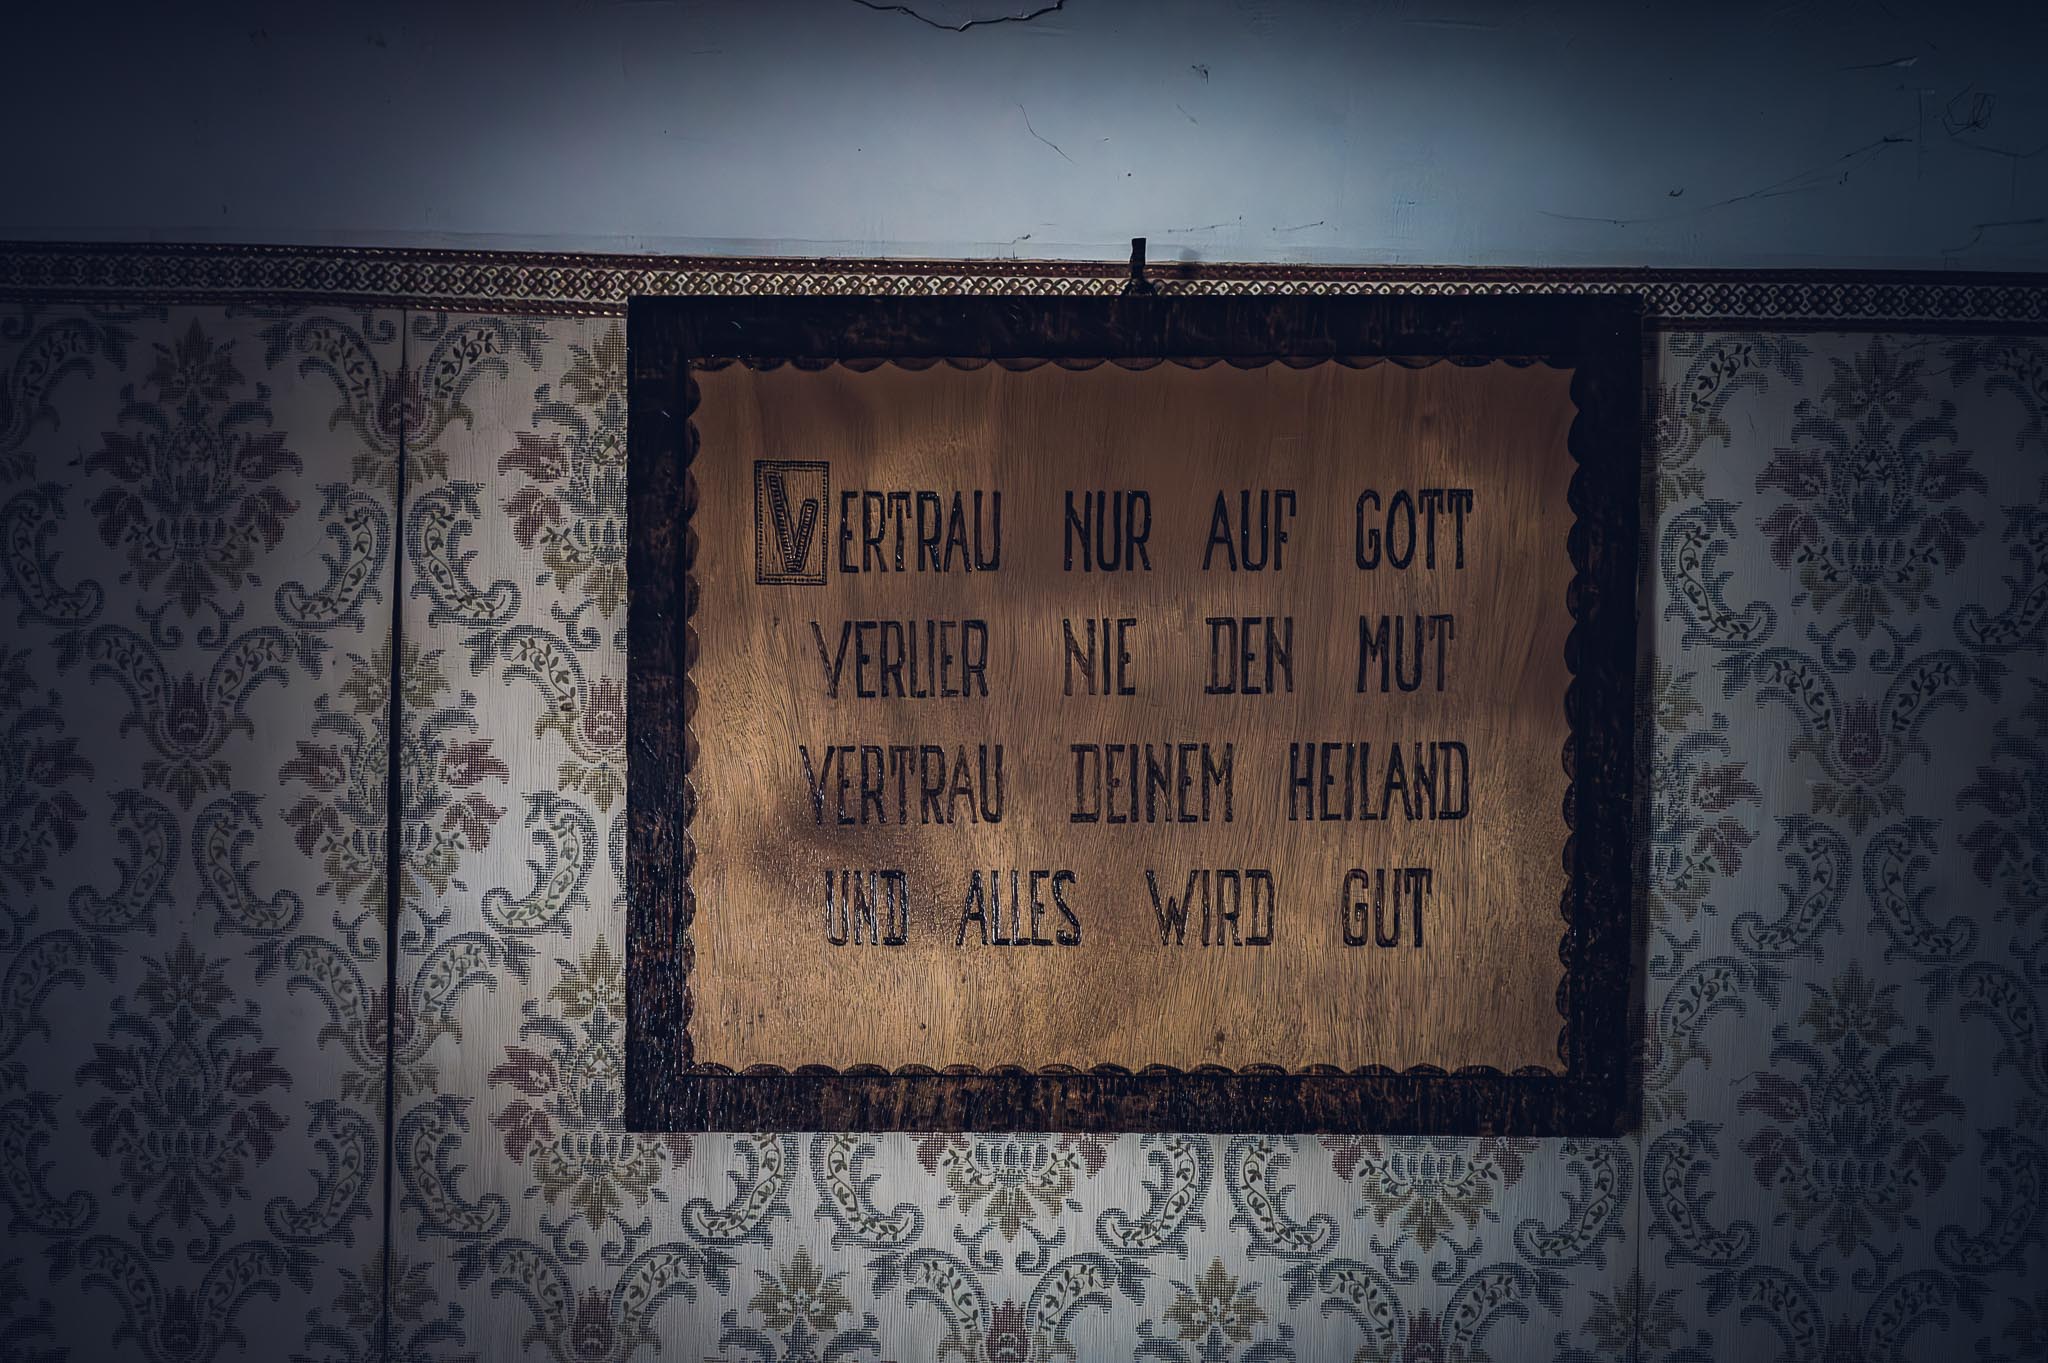 VERTRAU NUR AUF GOTT
VERLIER NIE DEN MUT
VERTRAU DEINEM HEILAND
UND ALLES WIRD GUT